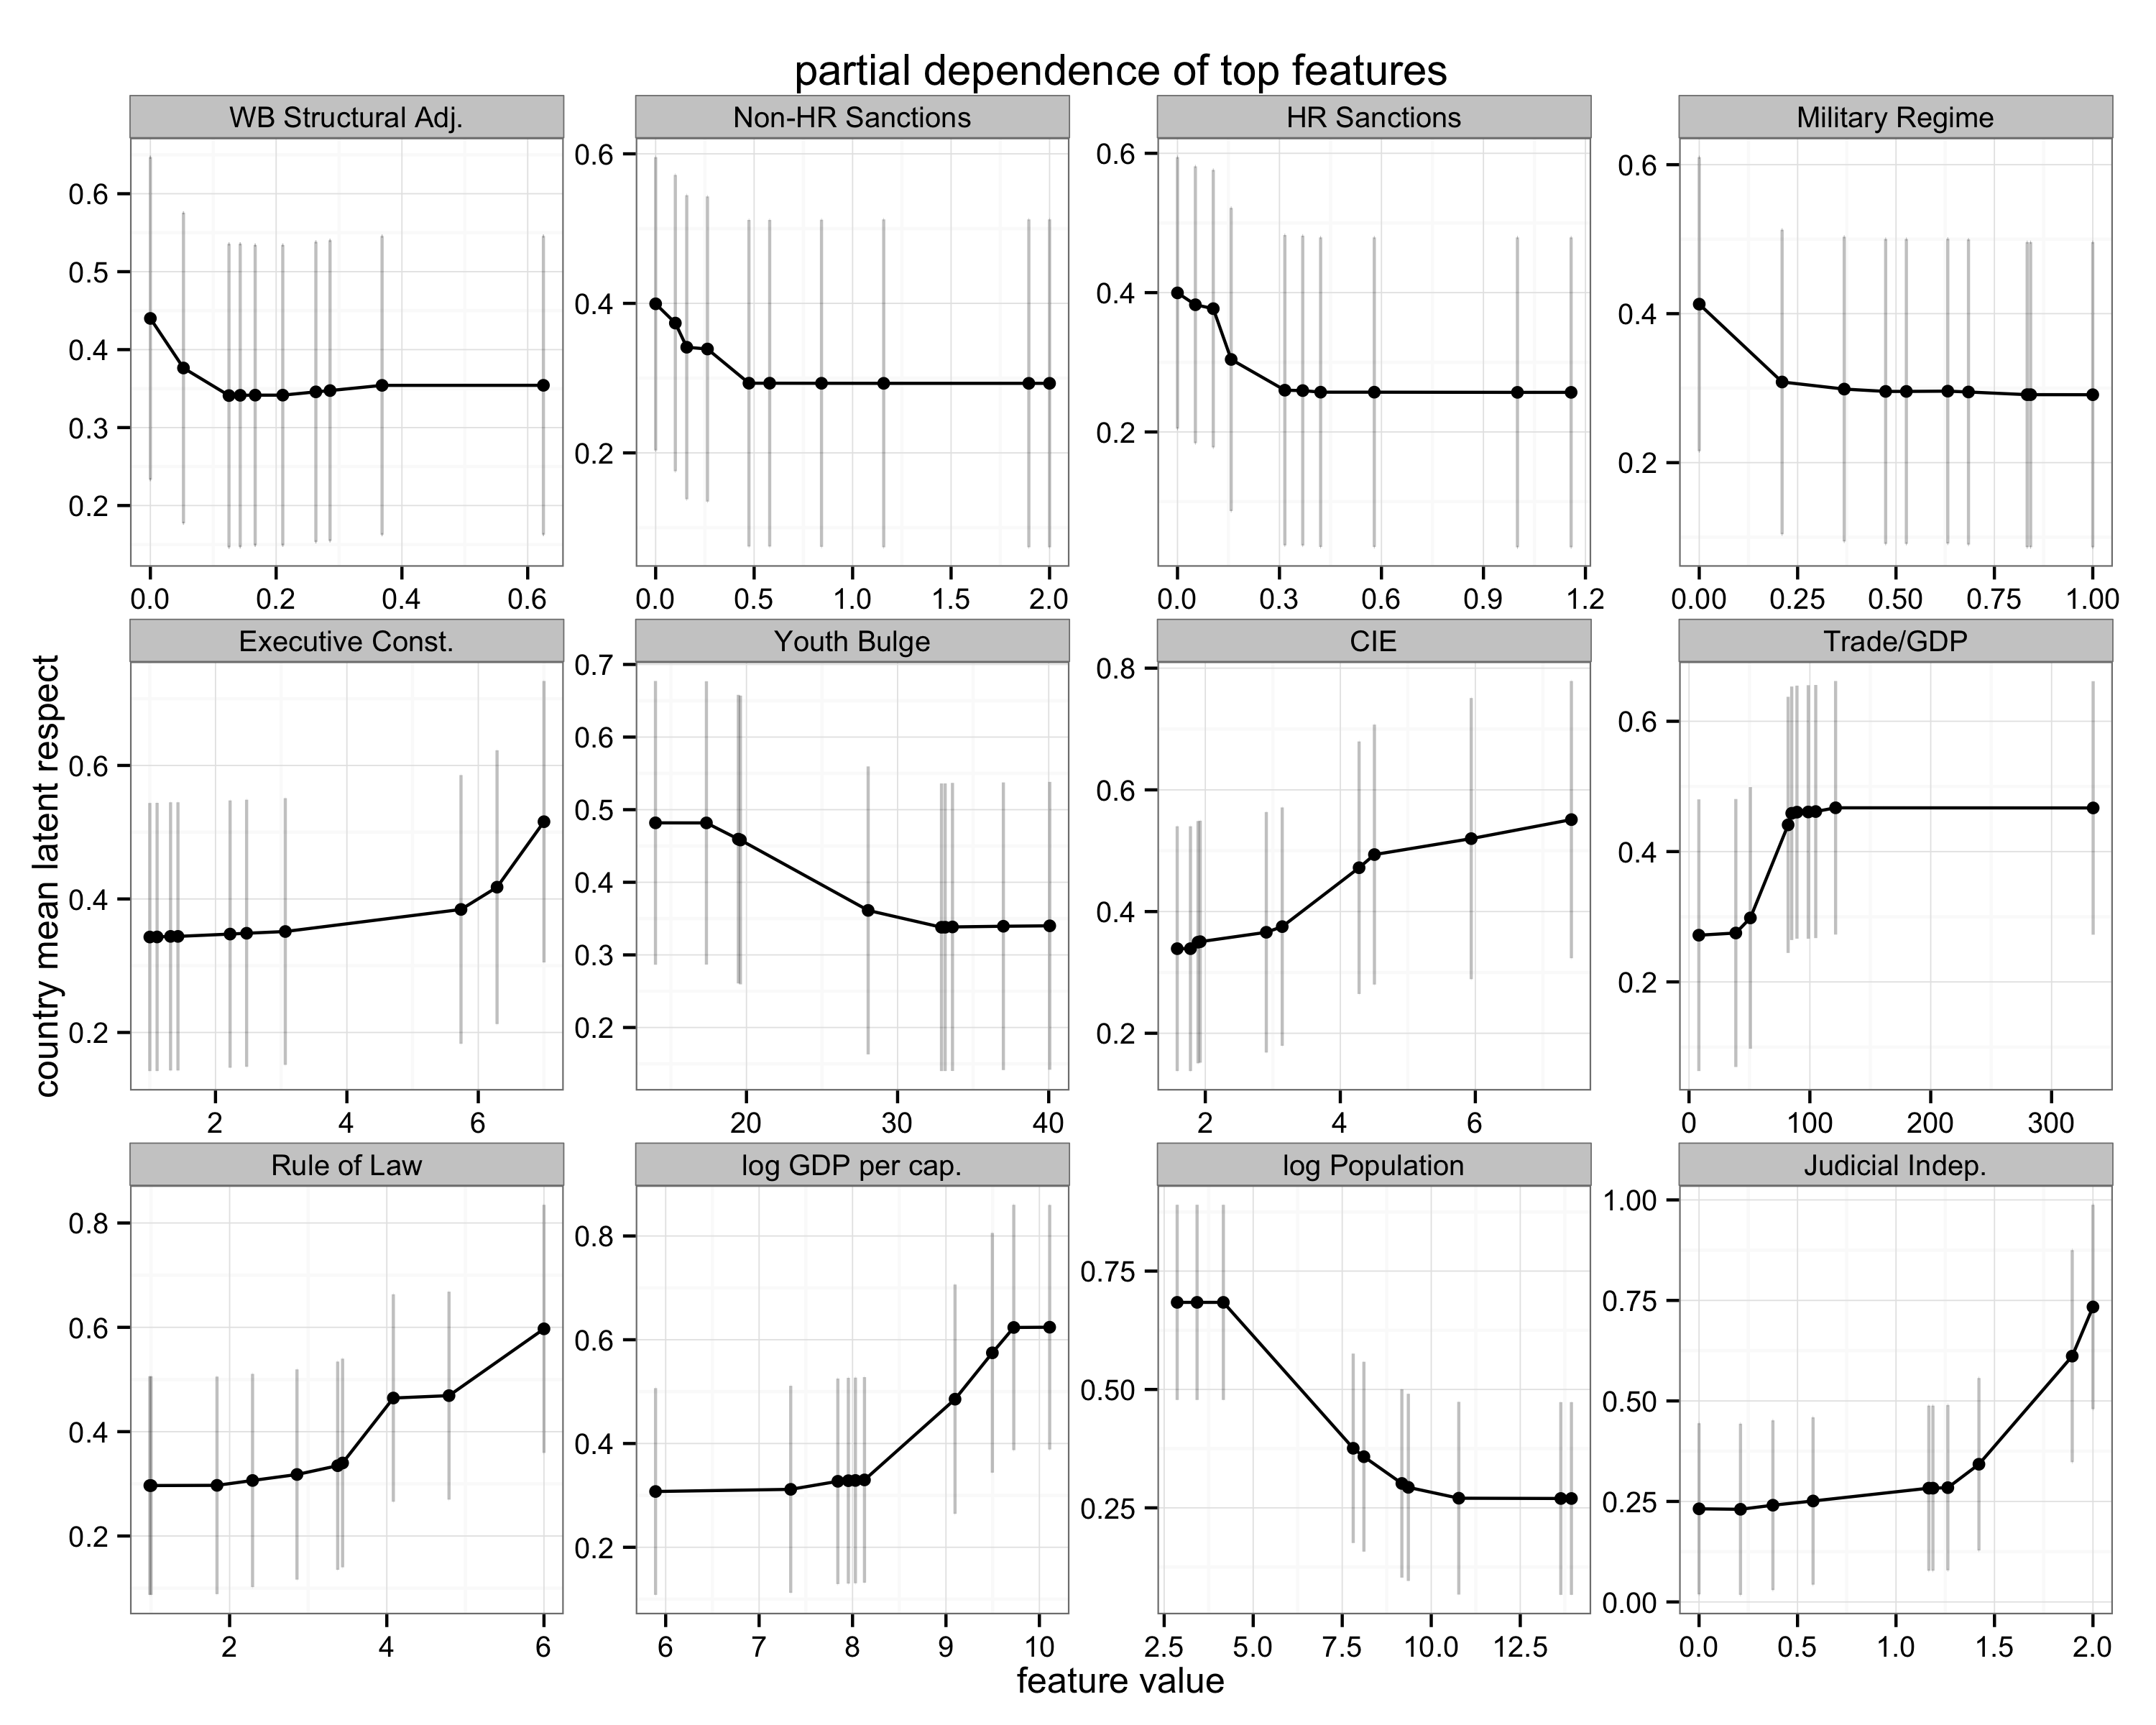 partial dependence of top features
WB Structural Adj.
Non-HR Sanctions
HR Sanctions
Military Regime
0.6
0.5
0.4
0.3
0.2
0.0 0.2 0.4 0.6
0.6
0.4
0.2
0.0 0.5 1.0 1.5 2.0
0.6
0.4
0.2
0.0 0.3 0.6 0.9 1.2
0.6
0.4
0.2
0.00 0.25 0.50 0.75 1.00
country mean latent respect
Executive Const.
Youth Bulge
CIE
Trade/GDP
0.6
0.4
0.2
2 4 6
0.7
0.6
0.5
0.4
0.3
0.2
20 30 40
0.8
0.6
0.4
0.2
2 4 6
0.6
0.4
0.2
0 100 200 300
Rule of Law
log GDP per cap.
log Population
Judicial Indep.
0.8
0.6
0.4
0.2
2 4 6
0.8
0.6
0.4
0.2
6 7 8 9 10
0.75
0.50
0.25
2.5 5.0 7.5 10.0 12.5
1.00
0.75
0.50
0.25
0.00
0.0 0.5 1.0 1.5 2.0
feature value